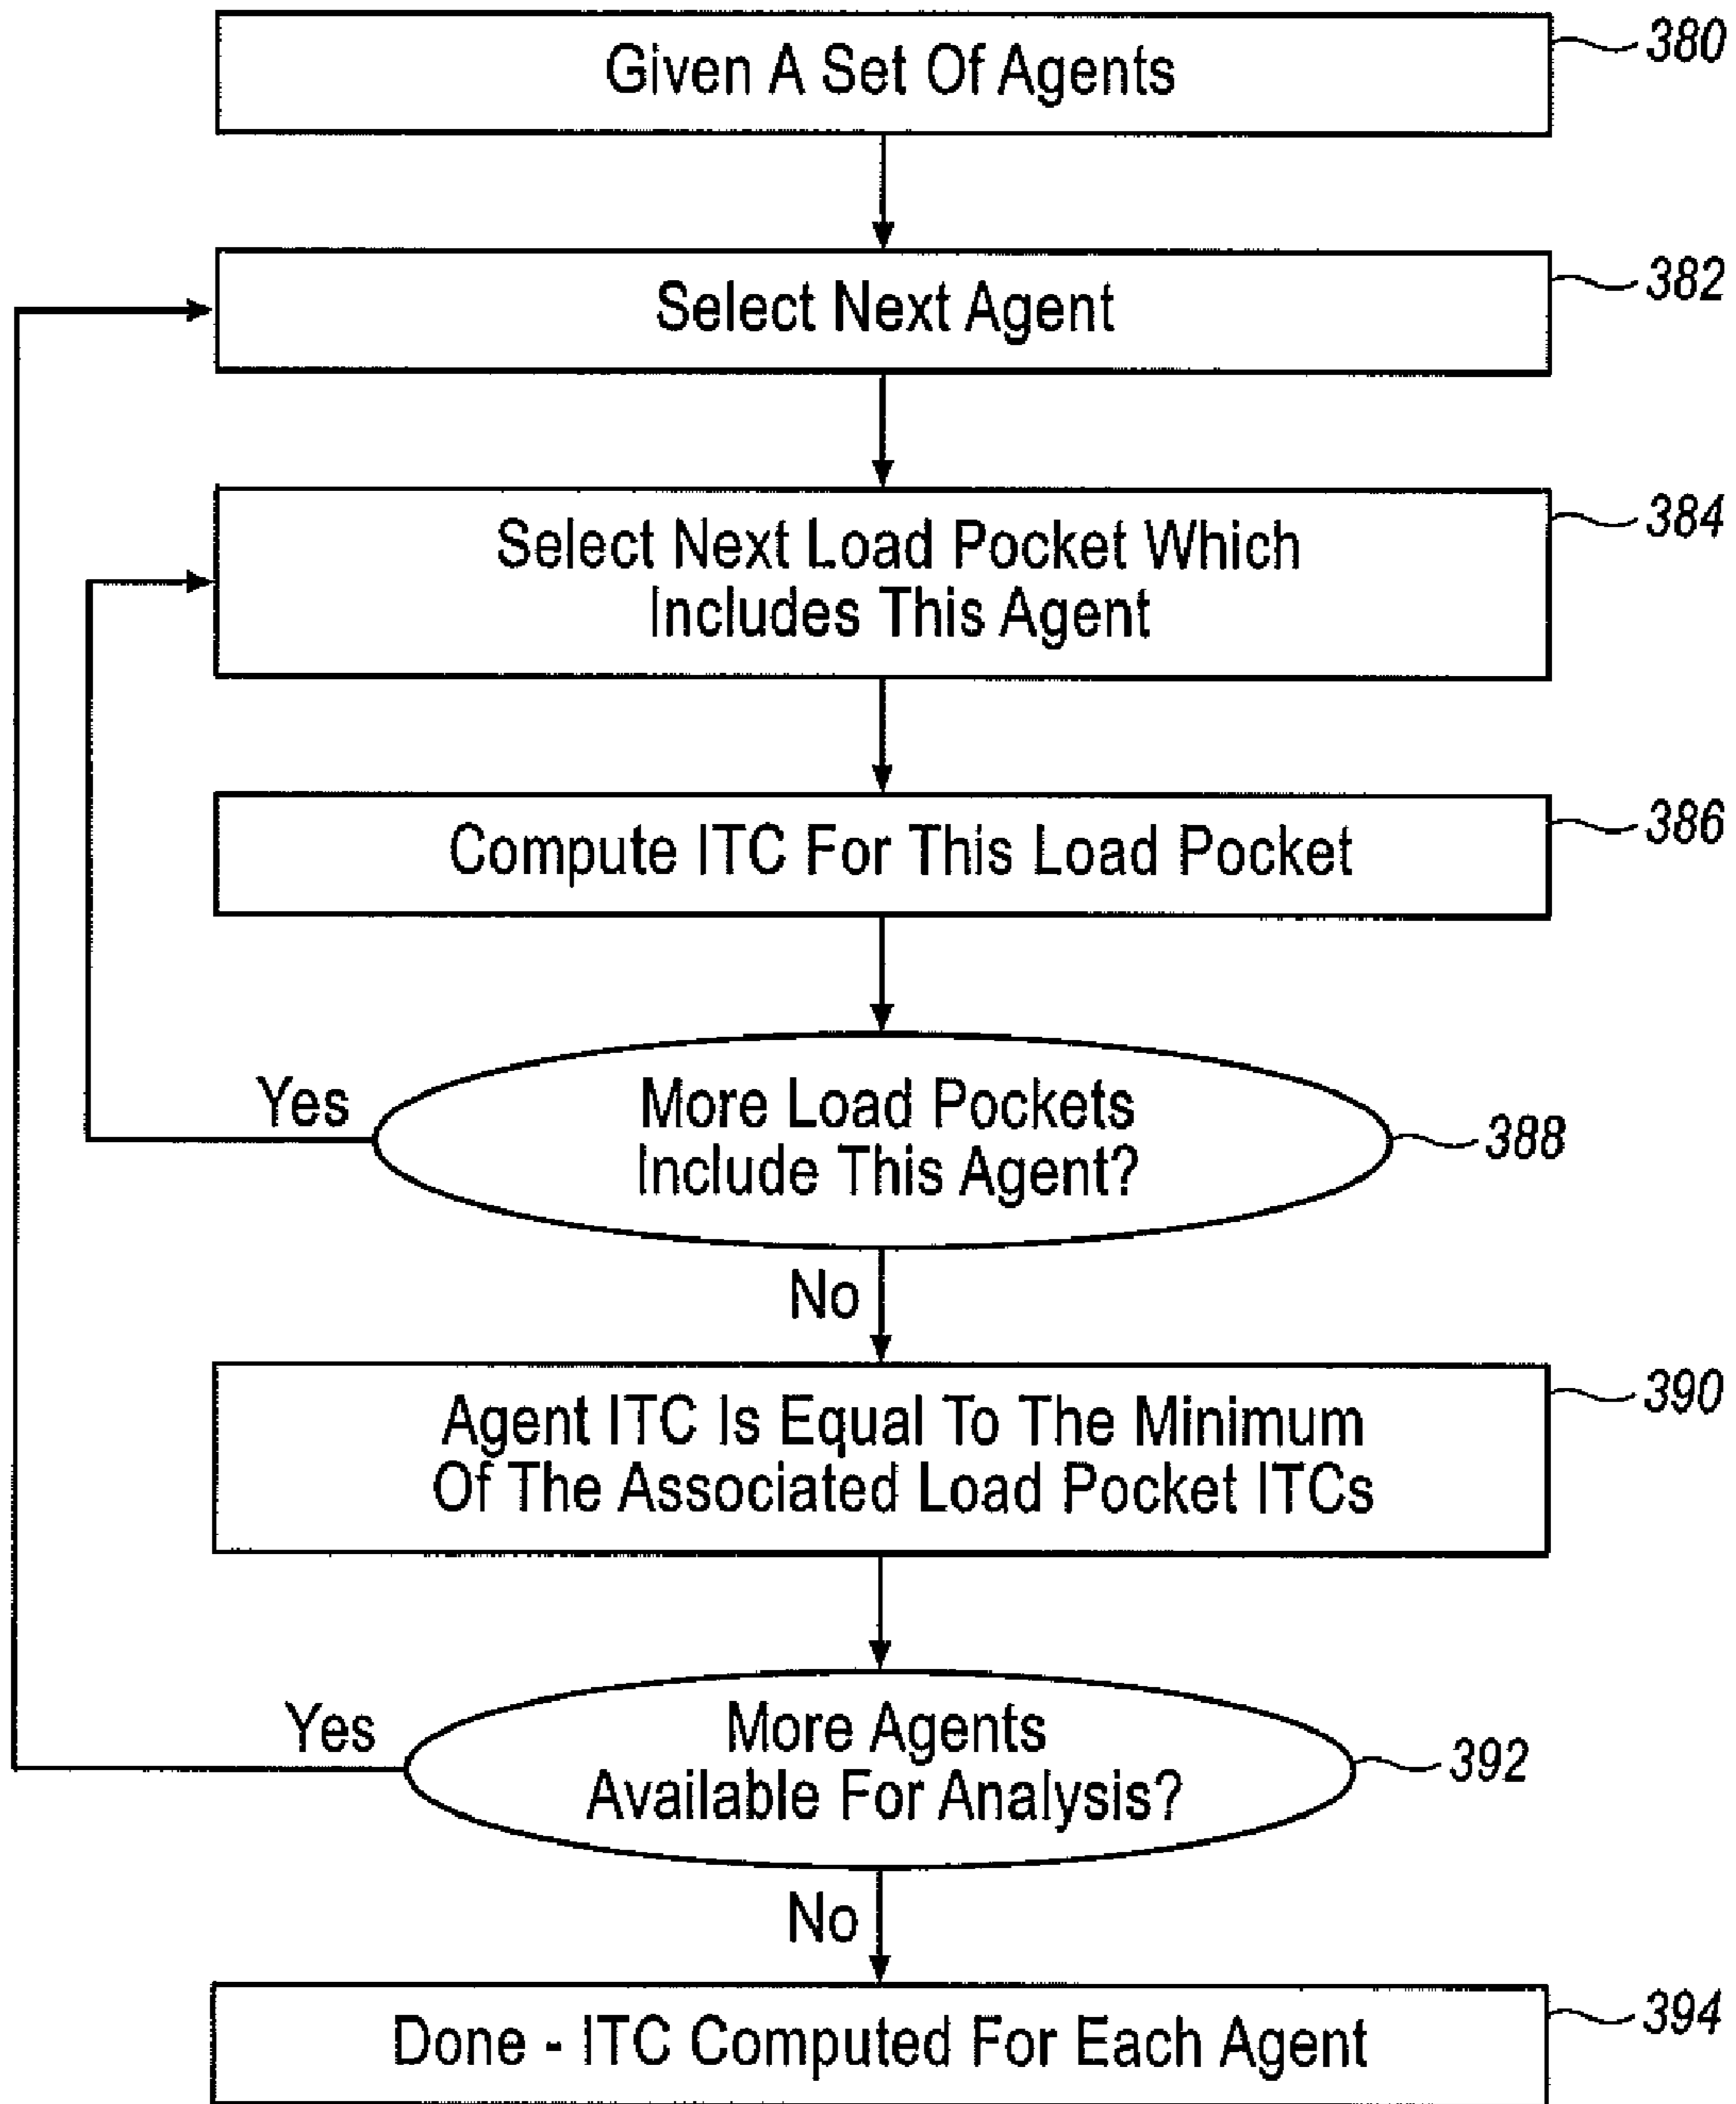 Given A Set Of Agents
380
Select Next Agent
382
Select Next Load Pocket Which
Includes This Agent
384
Compute ITC For This Load Pocket
386
More Load Pockets
Include This Agent?
388
Yes
No
Agent ITC Is Equal To The Minimum
Of The Associated Load Pocket ITCs
390
More Agents
Available For Analysis?
392
Yes
No
Done - ITC Computed For Each Agent
394